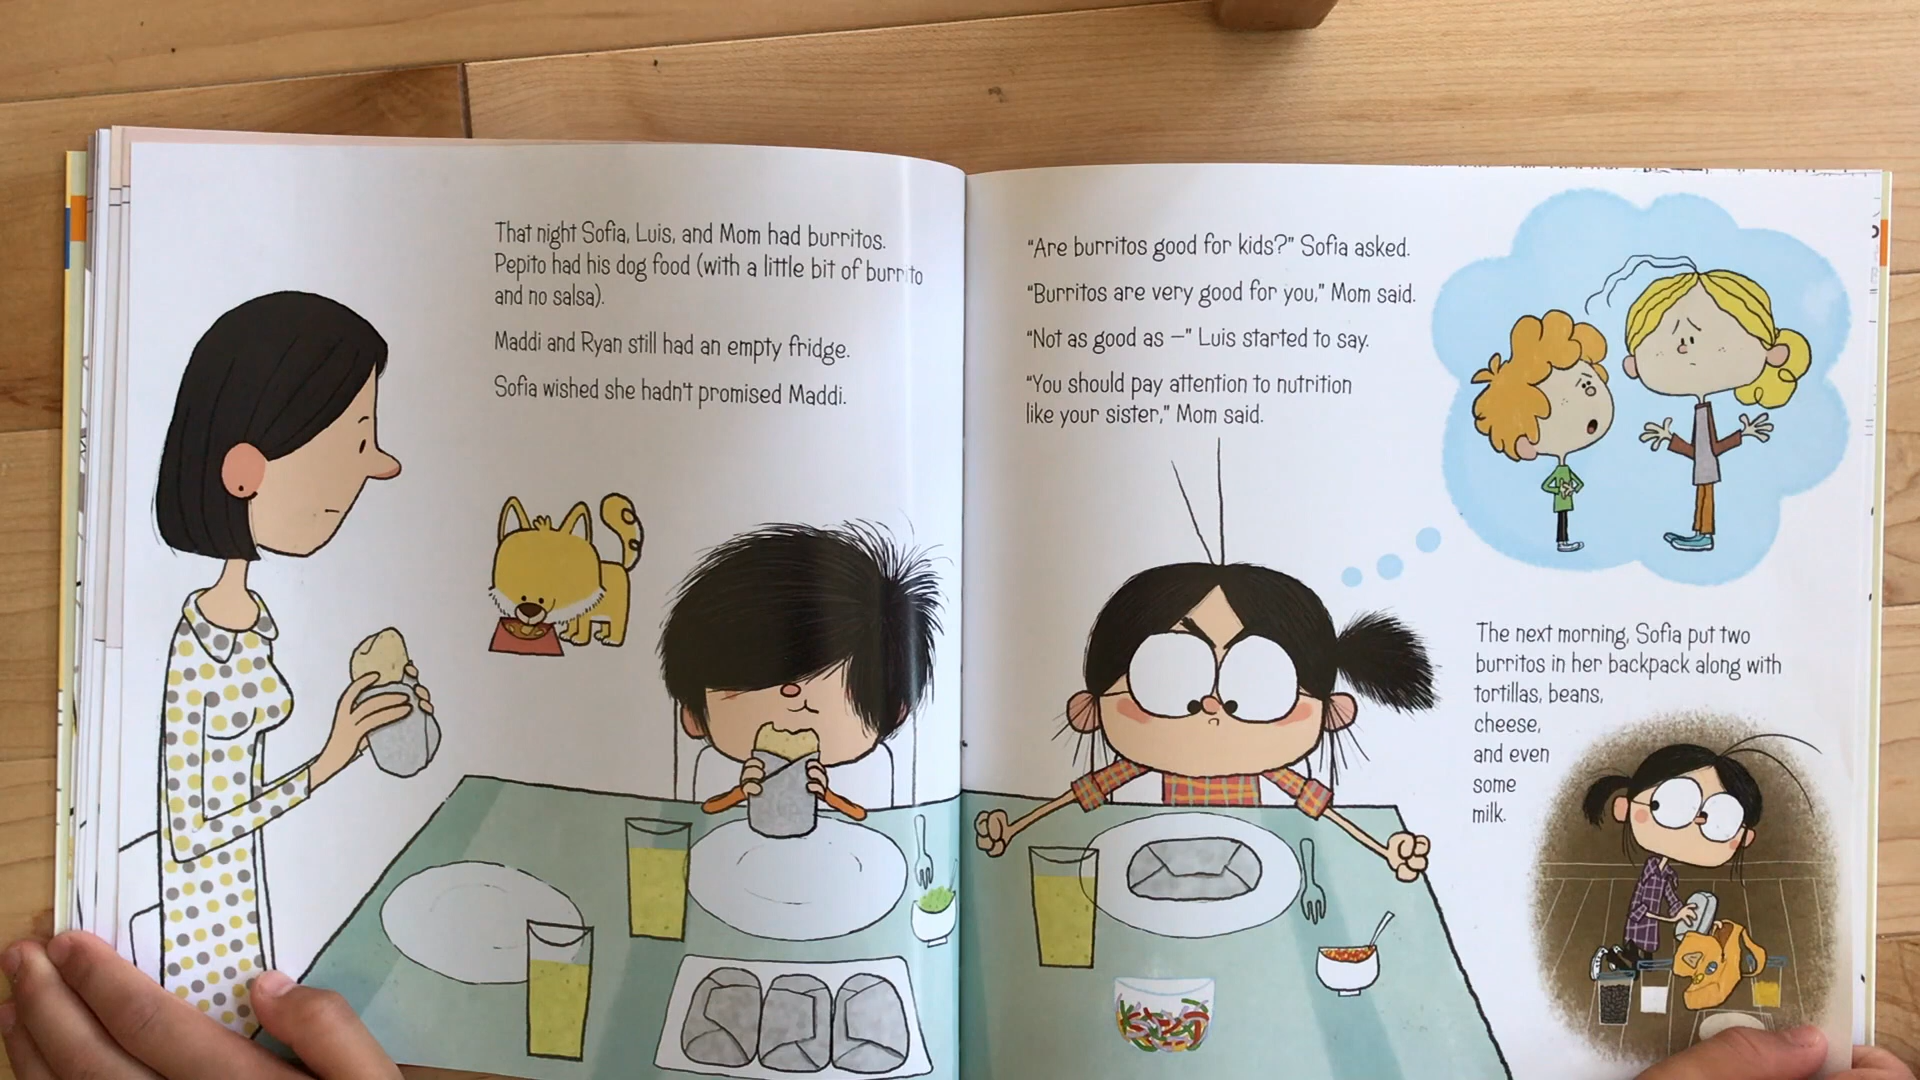 That night Sofia, Luis, and Mom had burritos.
Pepito had his dog food (with a little bit of burrito
and no salsa).
Maddi and Ryan still had an empty fridge.
Sofia wished she hadn't promised Maddi.
“Are burritos good for kids?” Sofia asked.
“Burritos are very good for you,” Mom said.
“Not as good as —” Luis started to say.
“You should pay attention to nutrition
like your sister,” Mom said.
The next morning, Sofia put two
burritos in her backpack along with
tortillas, beans,
cheese,
and even
some
milk.